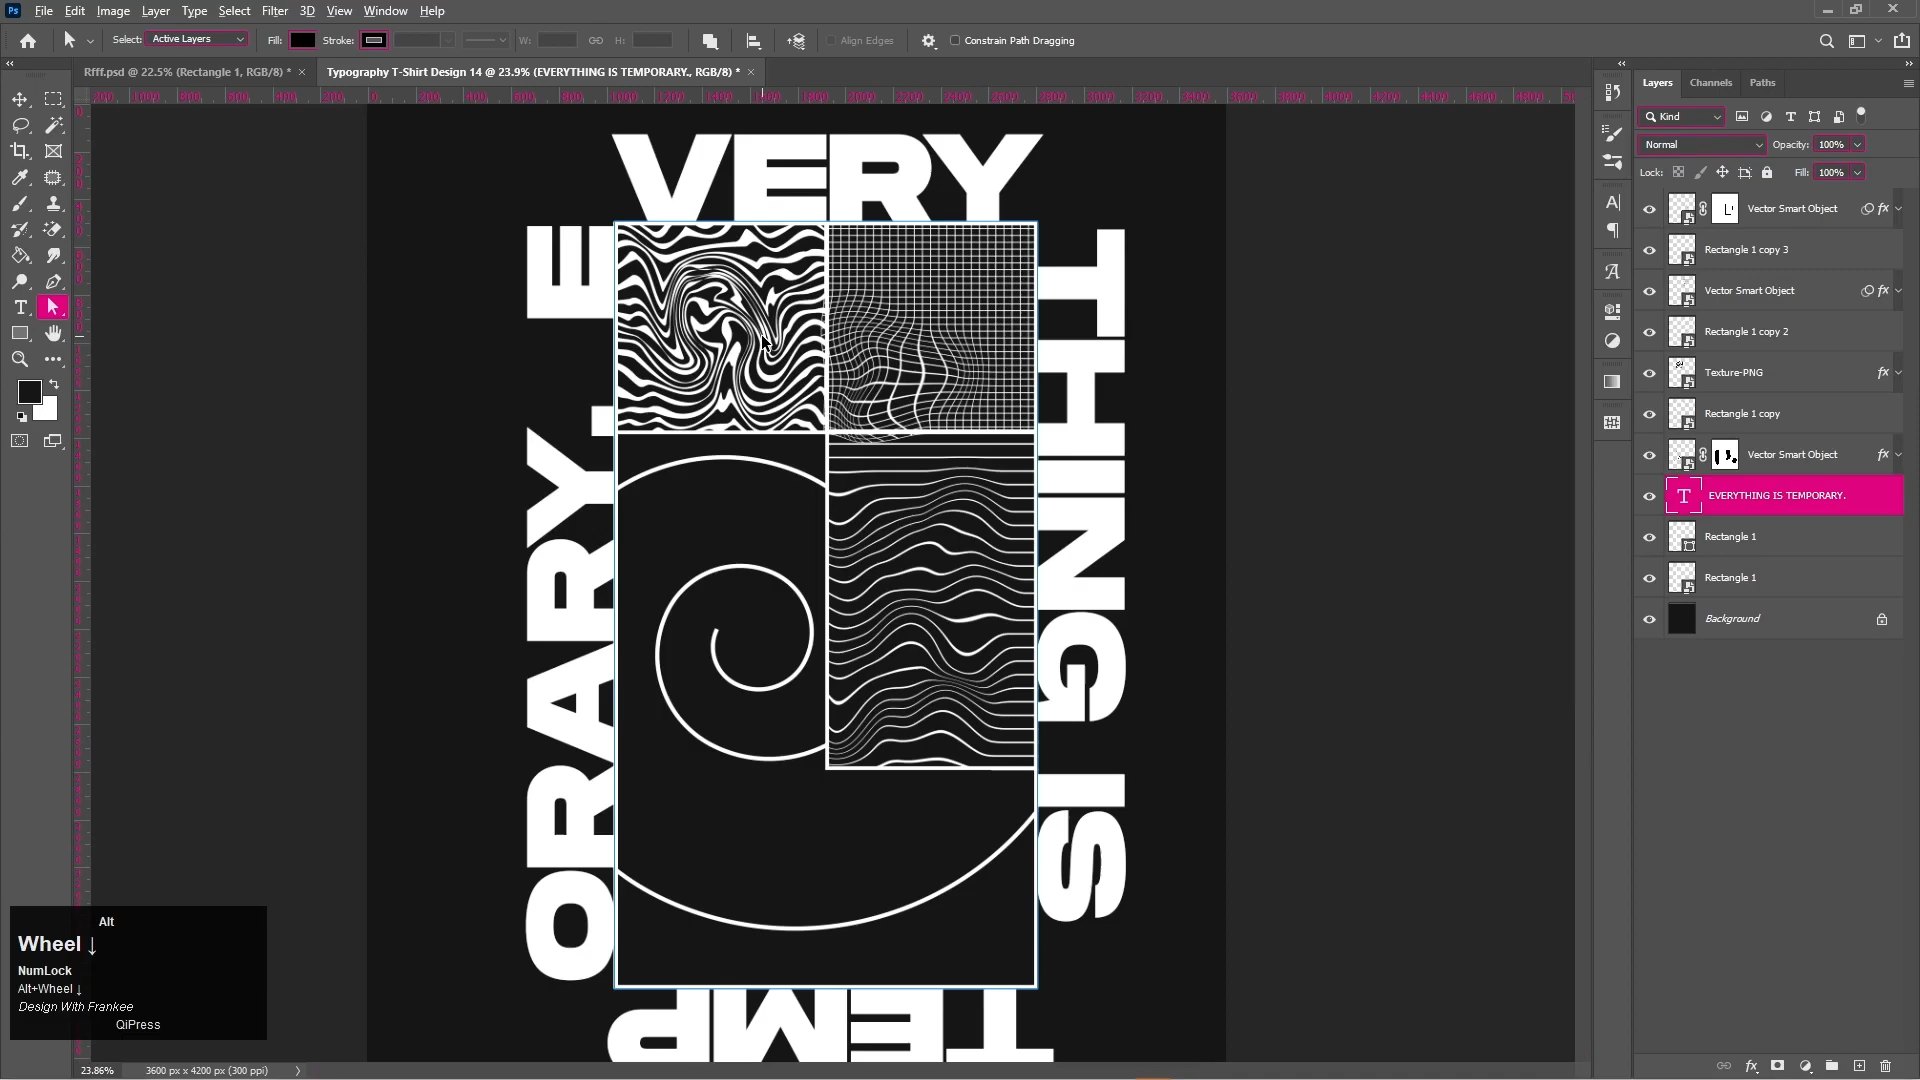 Ps File Edit Image Layer Type Select Filter 3D View Window Help
Select: Active Layers Fill: Stroke: W: H: Align Edges Constrain Path Dragging
Rfff.psd @ 22.5% (Rectangle 1, RGB/8) * × Typography T-Shirt Design 14 @ 23.9% (EVERYTHING IS TEMPORARY., RGB/8) * ×
Layers Channels Paths
Kind
Normal Opacity: 100%
Lock: Fill: 100%
Vector Smart Object fx
Rectangle 1 copy 3
Vector Smart Object fx
Rectangle 1 copy 2
Texture-PNG fx
Rectangle 1 copy
Vector Smart Object fx
T EVERYTHING IS TEMPORARY.
Rectangle 1
Rectangle 1
Background
VERY
THING IS
TEMP
ORARY. E
Alt
Wheel ↓
NumLock
Alt+Wheel ↓
Design With Frankee
QiPress
23.86% 3600 px x 4200 px (300 ppi)